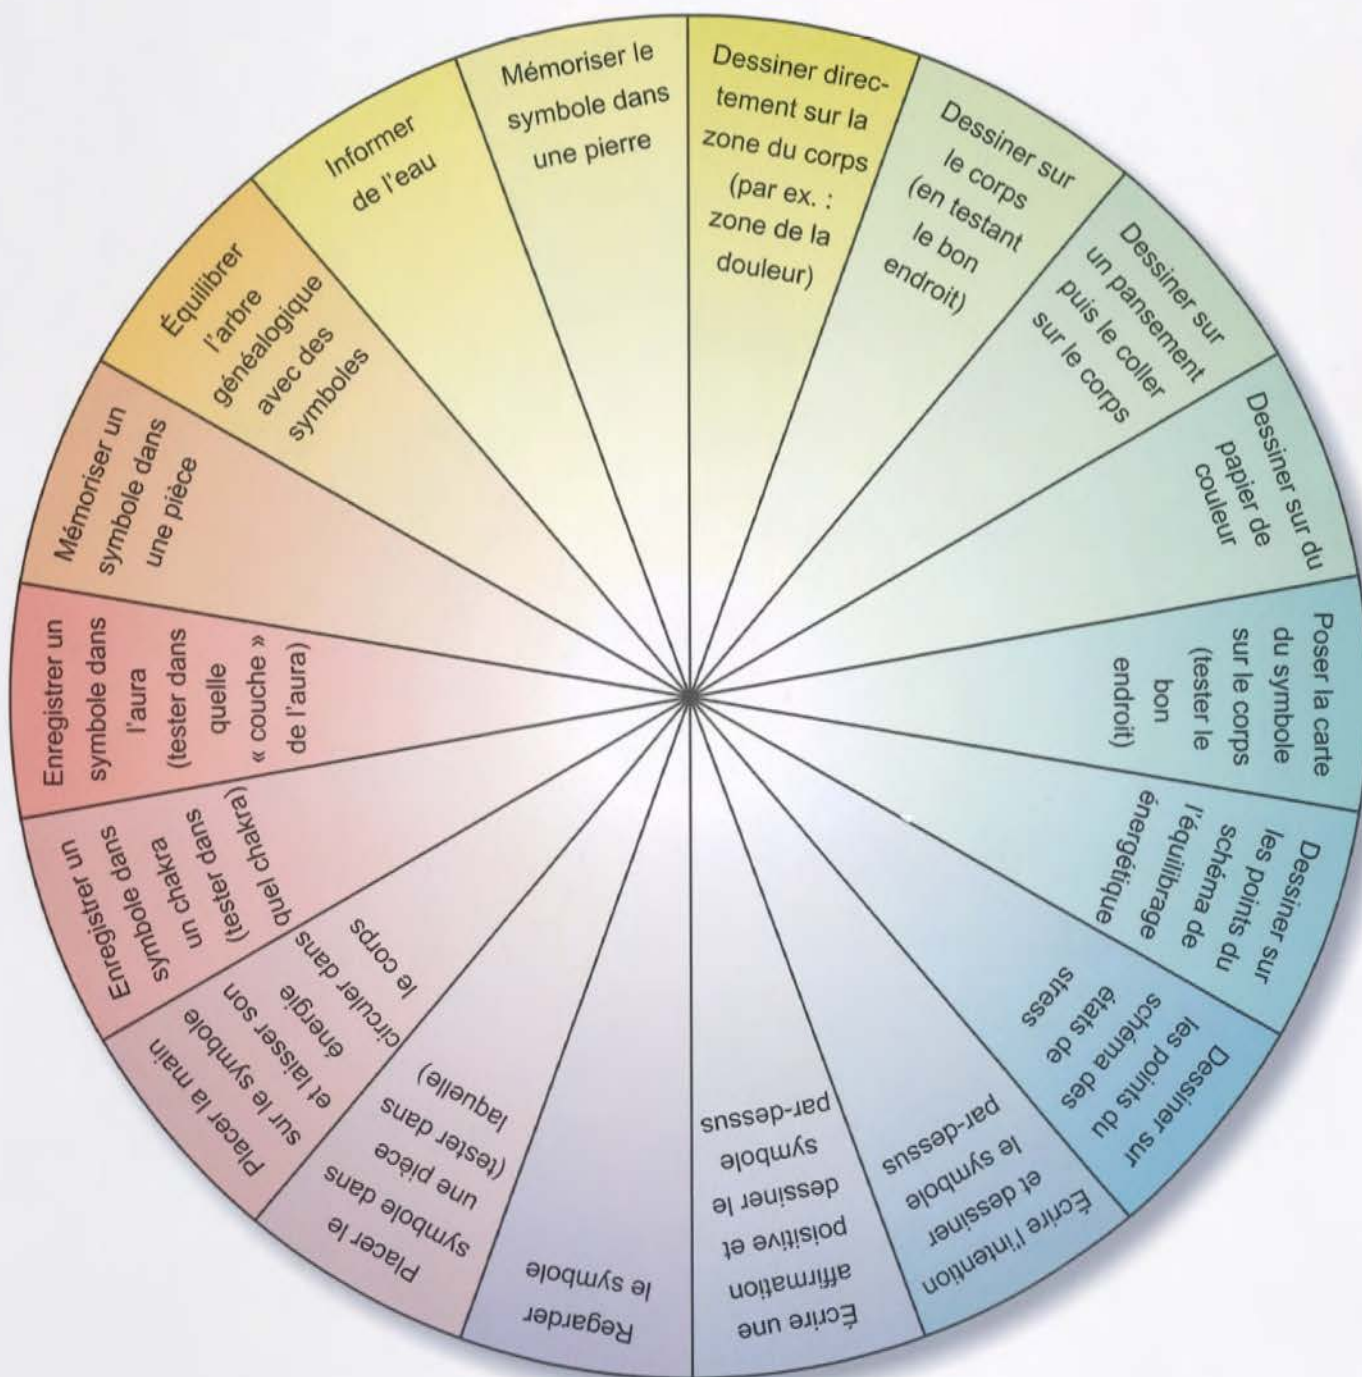 Dessiner direc-
tement sur la
zone du corps
(par ex. :
zone de la
douleur)
Dessiner sur
le corps
(en testant
le bon
endroit)
Dessiner sur
un pansement
puis le coller
sur le corps
Dessiner sur du
papier de
couleur
Poser la carte
du symbole
sur le corps
(tester le
bon
endroit)
Dessiner sur
les points du
schéma de
l'équilibrage
énergétique
Dessiner sur
les points du
schéma des
états de
stress
Écrire l'intention
et dessiner
le symbole
par-dessus
Écrire une
affirmation
poisitive et
dessiner le
symbole
par-dessus
Regarder
le symbole
Placer le
symbole dans
une pièce
(tester dans
laquelle)
Placer la main
sur le symbole
et laisser son
énergie
circuler dans
le corps
Enregistrer un
symbole dans
un chakra
(tester dans
quel chakra)
Enregistrer un
symbole dans
l'aura
(tester dans
quelle
« couche »
de l'aura)
Mémoriser un
symbole dans
une pièce
Équilibrer
l'arbre
généalogique
avec des
symboles
Informer
de l'eau
Mémoriser le
symbole dans
une pierre